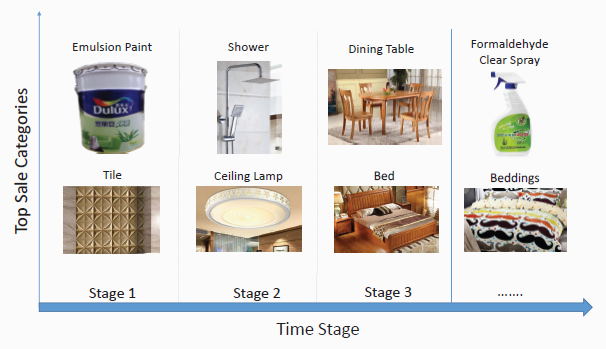 Top Sale Categories
Emulsion Paint
Shower
Dining Table
Formaldehyde
Clear Spray
Dulux
Tile
Ceiling Lamp
Bed
Beddings
Stage 1
Stage 2
Stage 3
.......
Time Stage